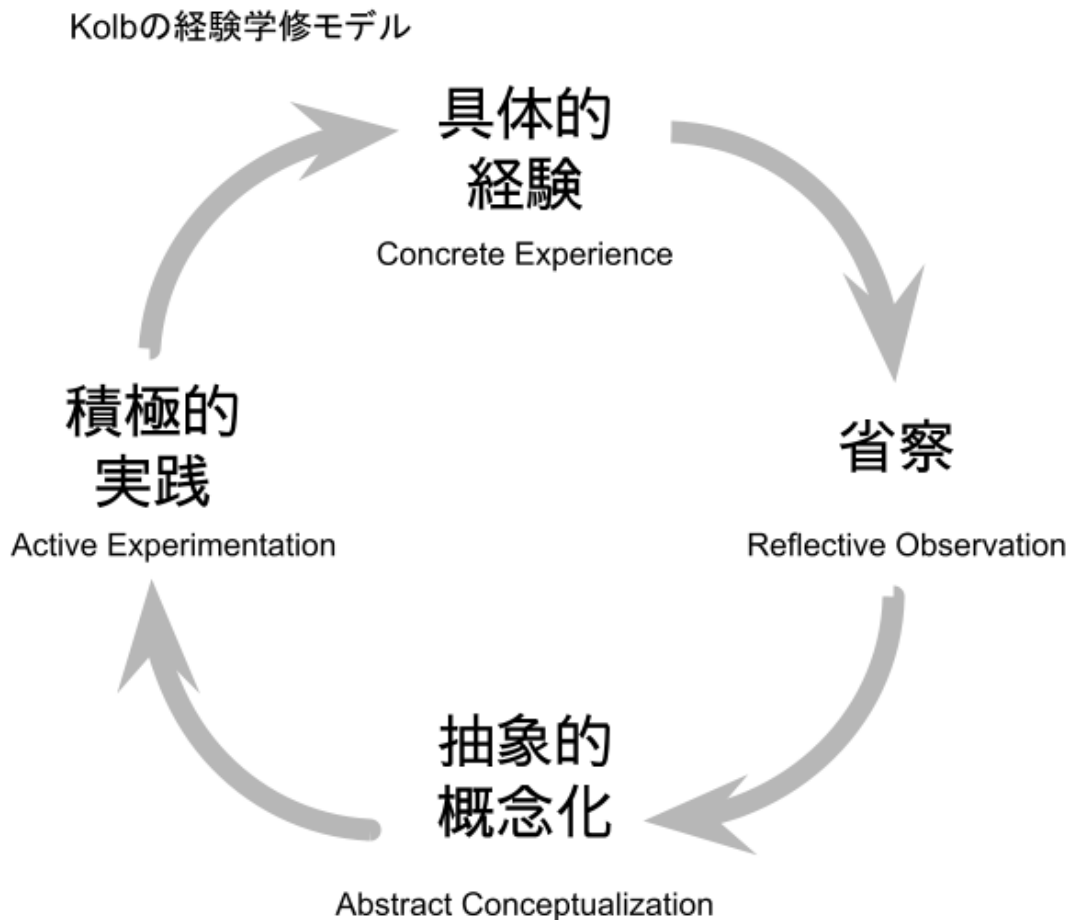 Kolbの経験学修モデル
具体的
経験
Concrete Experience
省察
Reflective Observation
抽象的
概念化
Abstract Conceptualization
積極的
実践
Active Experimentation